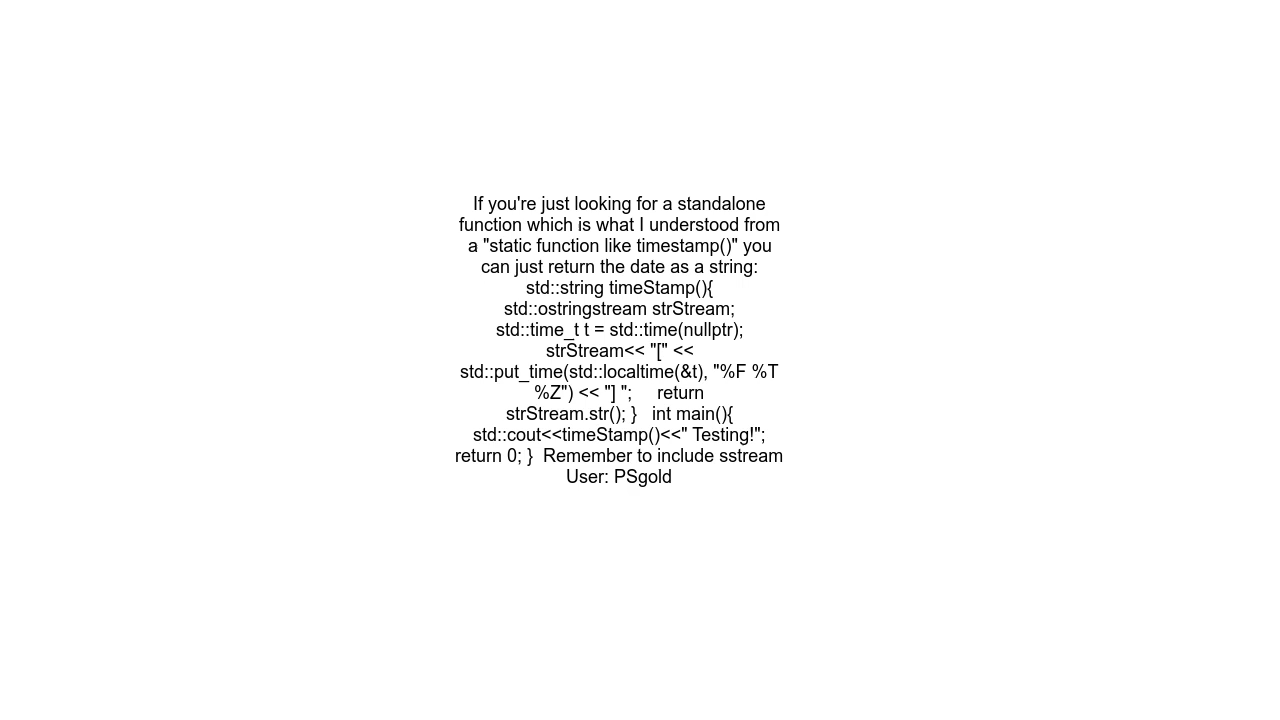 If you're just looking for a standalone
function which is what I understood from
a "static function like timestamp()" you
can just return the date as a string:
std::string timeStamp(){
std::ostringstream strStream;
std::time_t t = std::time(nullptr);
strStream<< "[" <<
std::put_time(std::localtime(&t), "%F %T
%Z") << "] ";     return
strStream.str(); }   int main(){
std::cout<<timeStamp()<<" Testing!";
return 0; }  Remember to include sstream
User: PSgold